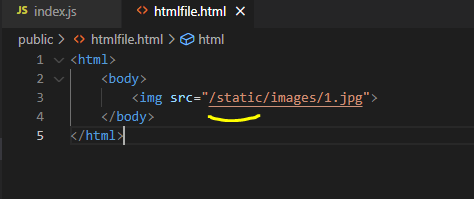 JS index.js
<> htmlfile.html ×
public > <> htmlfile.html > html
1 <html>
2 <body>
3 <img src="/static/images/1.jpg">
4 </body>
5 </html>